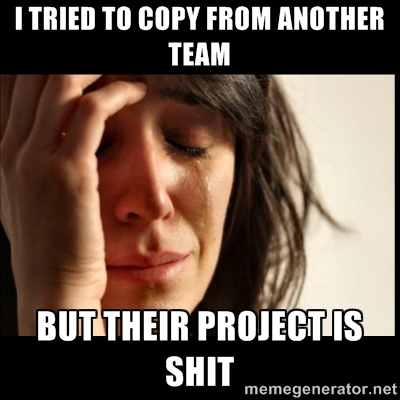 I TRIED TO COPY FROM ANOTHER
TEAM
BUT THEIR PROJECT IS
SHIT
memegenerator.net